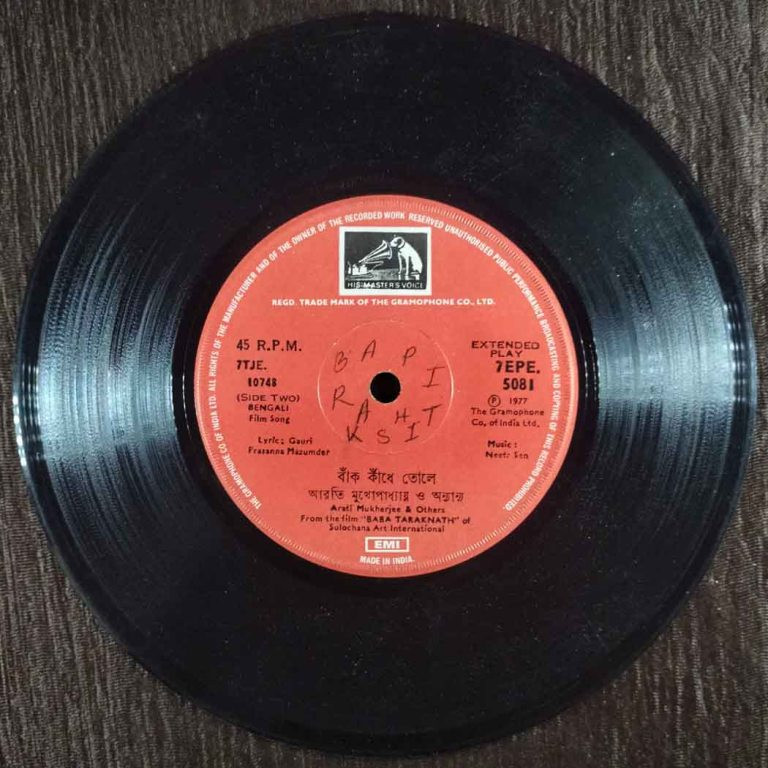 THE GRAMOPHONE CO. OF INDIA LTD. ALL RIGHTS OF THE MANUFACTURER AND OF THE OWNER OF THE RECORDED WORK RESERVED UNAUTHORISED PUBLIC PERFORMANCE BROADCASTING AND COPYING OF THIS RECORD PROHIBITED.
HIS MASTER'S VOICE
REGD. TRADE MARK OF THE GRAMOPHONE CO., LTD.
45 R.P.M.
7TJE.
10748
(SIDE TWO)
BENGALI
Film Song
Lyric: Gauri
Prasanna Mazumder
BAPI
RAKSHIT
EXTENDED
PLAY
7EPE.
5081
Ⓟ 1977
The Gramophone
Co, of India Ltd.
Music:
Neeta Sen
বাঁক কাঁধে তোলে
আরতি মুখোপাধ্যায় ও অন্যান্য
Arati Mukherjee & Others
From the film "BABA TARAKNATH" of
Sulochana Art International
EMI
MADE IN INDIA.